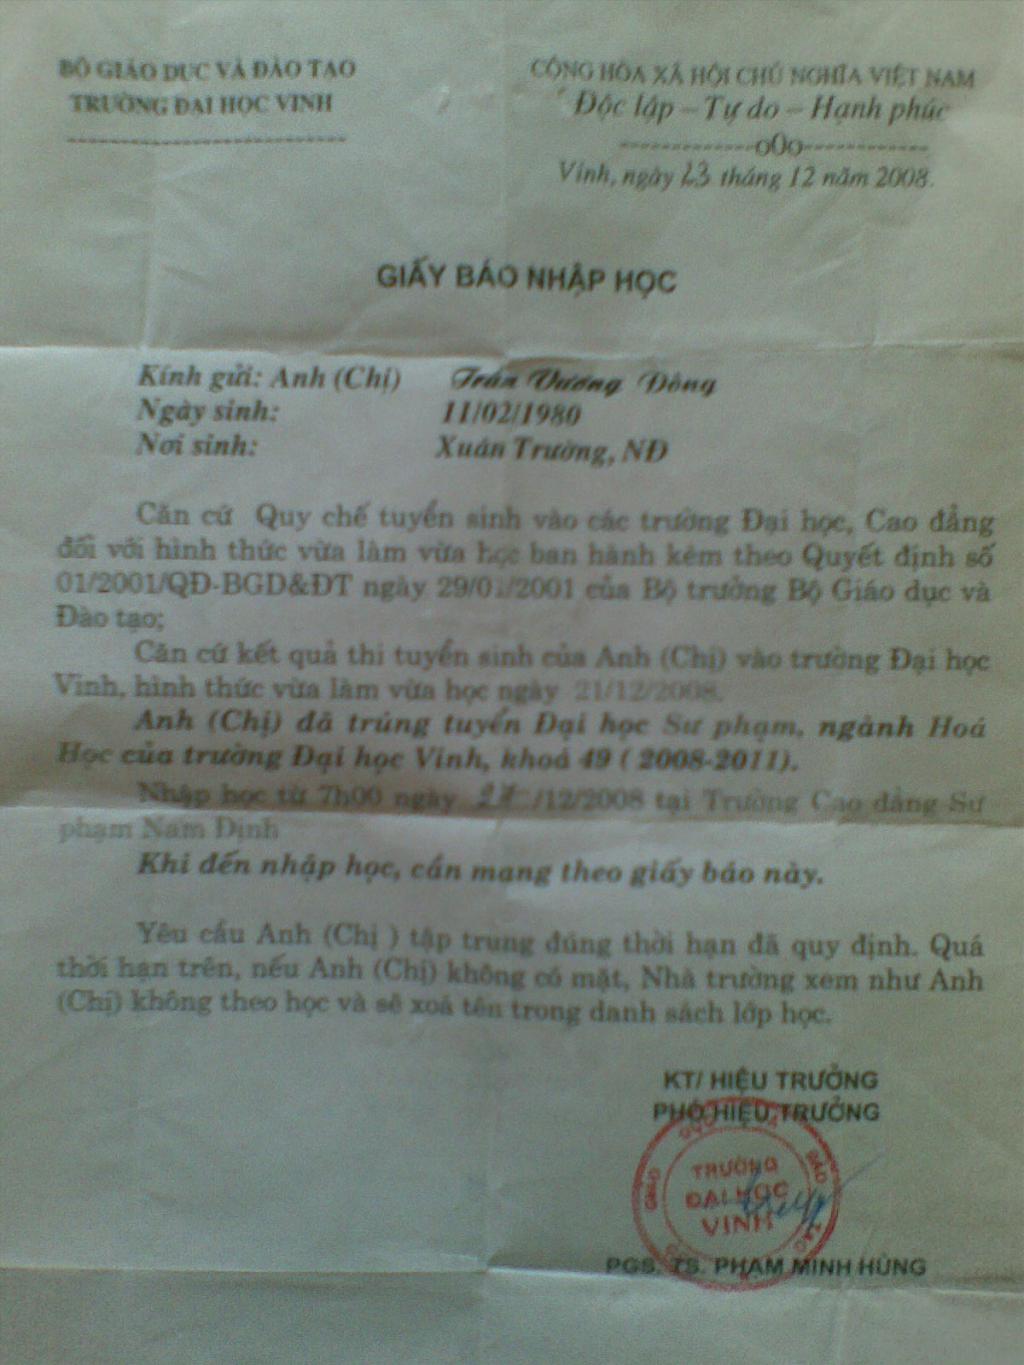 BỘ GIÁO DỤC VÀ ĐÀO TẠO
TRƯỜNG ĐẠI HỌC VINH
CỘNG HÒA XÃ HỘI CHỦ NGHĨA VIỆT NAM
Độc lập – Tự do – Hạnh phúc
-------------o0o------------
Vinh, ngày 23 tháng 12 năm 2008.
GIẤY BÁO NHẬP HỌC
Kính gửi: Anh (Chị) Trần Vương Đông
Ngày sinh: 11/02/1980
Nơi sinh: Xuân Trường, NĐ
Căn cứ Quy chế tuyển sinh vào các trường Đại học, Cao đẳng
đối với hình thức vừa làm vừa học ban hành kèm theo Quyết định số
01/2001/QĐ-BGD&ĐT ngày 29/01/2001 của Bộ trưởng Bộ Giáo dục và
Đào tạo;
Căn cứ kết quả thi tuyển sinh của Anh (Chị) vào trường Đại học
Vinh, hình thức vừa làm vừa học ngày 21/12/2008.
Anh (Chị) đã trúng tuyển Đại học Sư phạm, ngành Hoá
Học của trường Đại học Vinh, khoá 49 ( 2008-2011).
Nhập học từ 7h00 ngày /12/2008 tại Trường Cao đẳng Sư
phạm Nam Định
Khi đến nhập học, cần mang theo giấy báo này.
Yêu cầu Anh (Chị ) tập trung đúng thời hạn đã quy định. Quá
thời hạn trên, nếu Anh (Chị) không có mặt, Nhà trường xem như Anh
(Chị) không theo học và sẽ xoá tên trong danh sách lớp học.
KT/ HIỆU TRƯỞNG
PHÓ HIỆU TRƯỞNG
TRƯỜNG
ĐẠI HỌC
VINH
PGS. TS. PHẠM MINH HÙNG